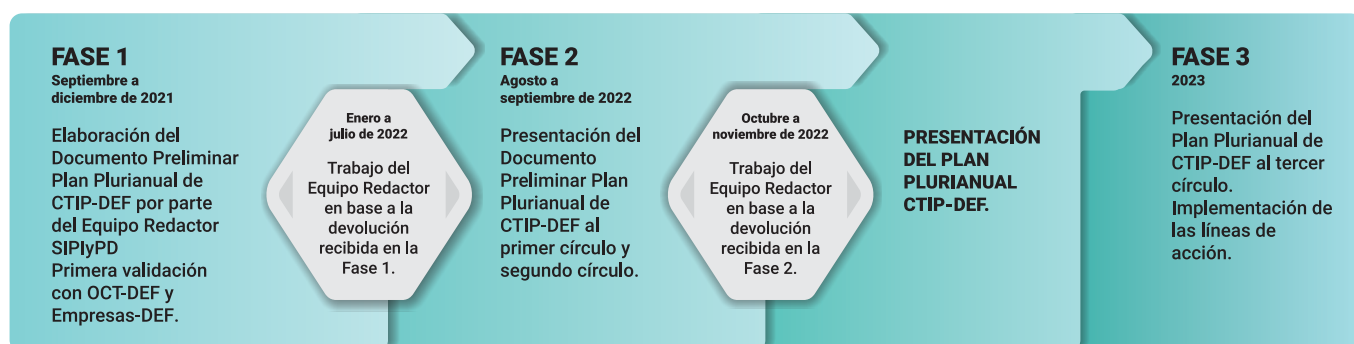 FASE 1
Septiembre a
diciembre de 2021
Elaboración del
Documento Preliminar
Plan Plurianual de
CTIP-DEF por parte
del Equipo Redactor
SIPIyPD
Primera validación
con OCT-DEF y
Empresas-DEF.
Enero a
julio de 2022
Trabajo del
Equipo Redactor
en base a la
devolución
recibida en la
Fase 1.
FASE 2
Agosto a
septiembre de 2022
Presentación del
Documento
Preliminar Plan
Plurianual de
CTIP-DEF al
primer círculo y
segundo círculo.
Octubre a
noviembre de 2022
Trabajo del
Equipo Redactor
en base a la
devolución
recibida en la
Fase 2.
PRESENTACIÓN
DEL PLAN
PLURIANUAL
CTIP-DEF.
FASE 3
2023
Presentación del
Plan Plurianual de
CTIP-DEF al tercer
círculo.
Implementación de
las líneas de
acción.